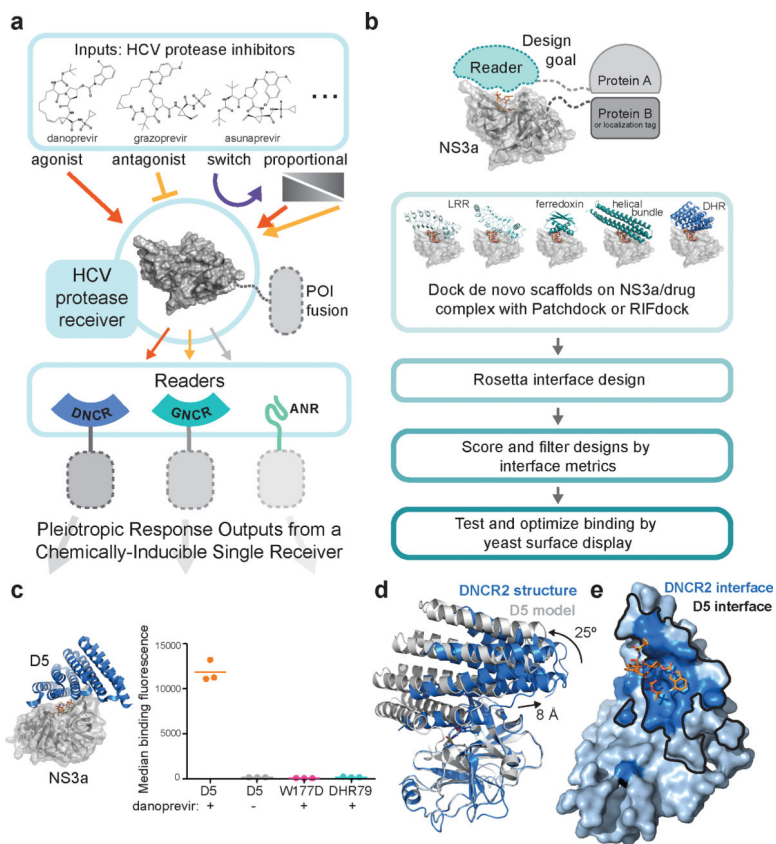 a
Inputs: HCV protease inhibitors
danoprevir
grazoprevir
asunaprevir
...
agonist
antagonist
switch
proportional
HCV
protease
receiver
POI
fusion
Readers
DNCR
GNCR
ANR
Pleiotropic Response Outputs from a
Chemically-Inducible Single Receiver
b
Design
goal
Reader
NS3a
Protein A
Protein B
or localization tag
LRR
ferredoxin
helical
bundle
DHR
Dock de novo scaffolds on NS3a/drug
complex with Patchdock or RIFdock
Rosetta interface design
Score and filter designs by
interface metrics
Test and optimize binding by
yeast surface display
c
D5
NS3a
Median binding fluorescence
15000
10000
5000
0
D5 D5 W177D DHR79
danoprevir: + - + +
d
DNCR2 structure
D5 model
25º
8 Å
e
DNCR2 interface
D5 interface